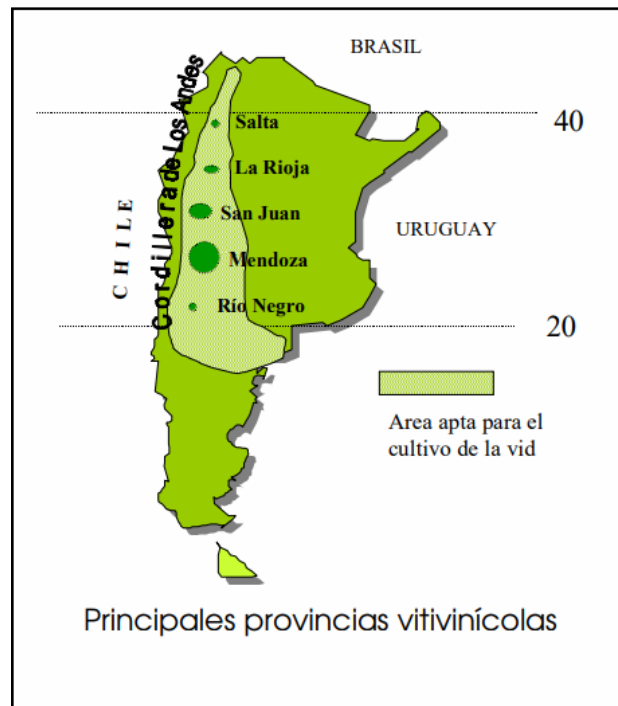 BRASIL
Cordillera de Los Andes
40
Salta
La Rioja
San Juan
CHILE
URUGUAY
Mendoza
Río Negro
20
Area apta para el
cultivo de la vid
Principales provincias vitivinícolas